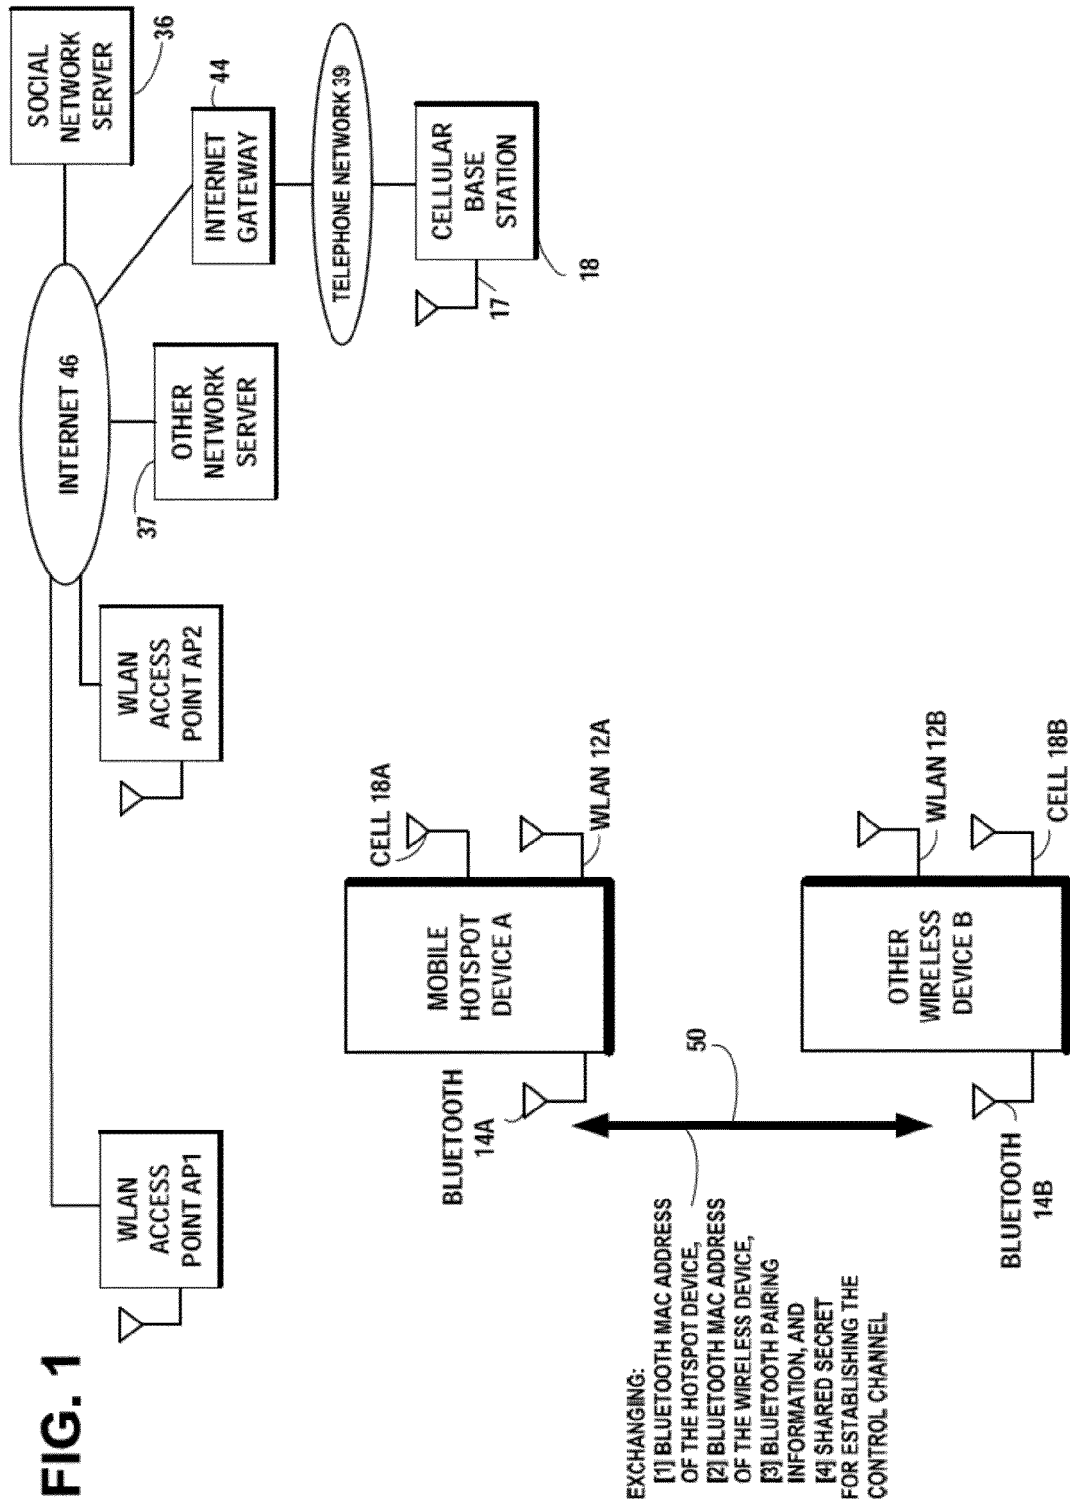 FIG. 1
WLAN
ACCESS
POINT AP1
WLAN
ACCESS
POINT AP2
INTERNET 46
SOCIAL
NETWORK
SERVER
36
37
OTHER
NETWORK
SERVER
INTERNET
GATEWAY
44
TELEPHONE NETWORK 39
CELLULAR
BASE
STATION
17
18
BLUETOOTH
14A
MOBILE
HOTSPOT
DEVICE A
CELL 18A
WLAN 12A
50
EXCHANGING:
[1] BLUETOOTH MAC ADDRESS
OF THE HOTSPOT DEVICE,
[2] BLUETOOTH MAC ADDRESS
OF THE WIRELESS DEVICE,
[3] BLUETOOTH PAIRING
INFORMATION, AND
[4] SHARED SECRET
FOR ESTABLISHING THE
CONTROL CHANNEL
OTHER
WIRELESS
DEVICE B
WLAN 12B
CELL 18B
BLUETOOTH
14B